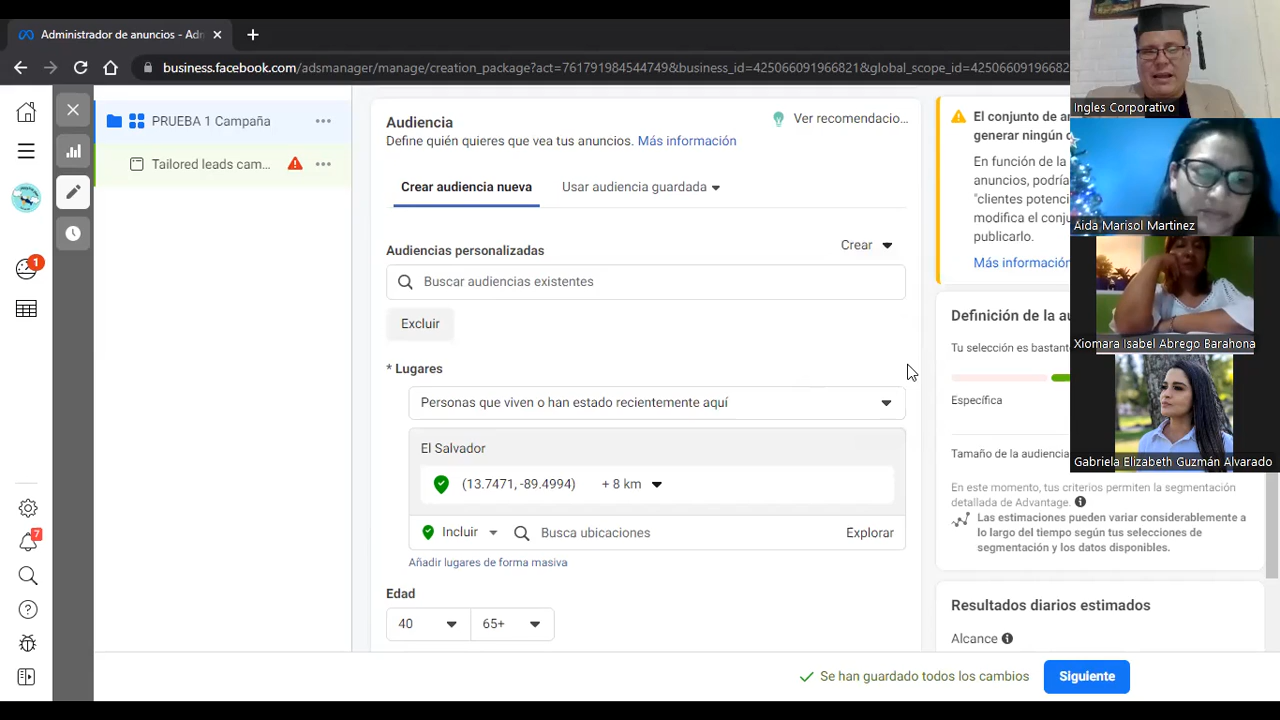 Administrador de anuncios - Adm
business.facebook.com/adsmanager/manage/creation_package?act=761791984544749&business_id=425066091966821&global_scope_id=42506609196682
PRUEBA 1 Campaña
Tailored leads cam...
1
7
Audiencia
Define quién quieres que vea tus anuncios. Más información
Ver recomendacio...
Crear audiencia nueva
Usar audiencia guardada
Audiencias personalizadas
Crear
Buscar audiencias existentes
Excluir
* Lugares
Personas que viven o han estado recientemente aquí
El Salvador
(13.7471, -89.4994) + 8 km
Incluir
Busca ubicaciones
Explorar
Añadir lugares de forma masiva
Edad
40
65+
El conjunto de
generar ningún
En función de la
anuncios, podría
"clientes potenc
modifica el conj
publicarlo.
Más información
Definición de la au
Tu selección es bastant
Específica
Tamaño de la audiencia
En este momento, tus criterios permiten la segmentación
detallada de Advantage.
Las estimaciones pueden variar considerablemente a
lo largo del tiempo según tus selecciones de
segmentación y los datos disponibles.
Resultados diarios estimados
Alcance
Se han guardado todos los cambios
Siguiente
Ingles Corporativo
Aida Marisol Martinez
Xiomara Isabel Abrego Barahona
Gabriela Elizabeth Guzmán Alvarado